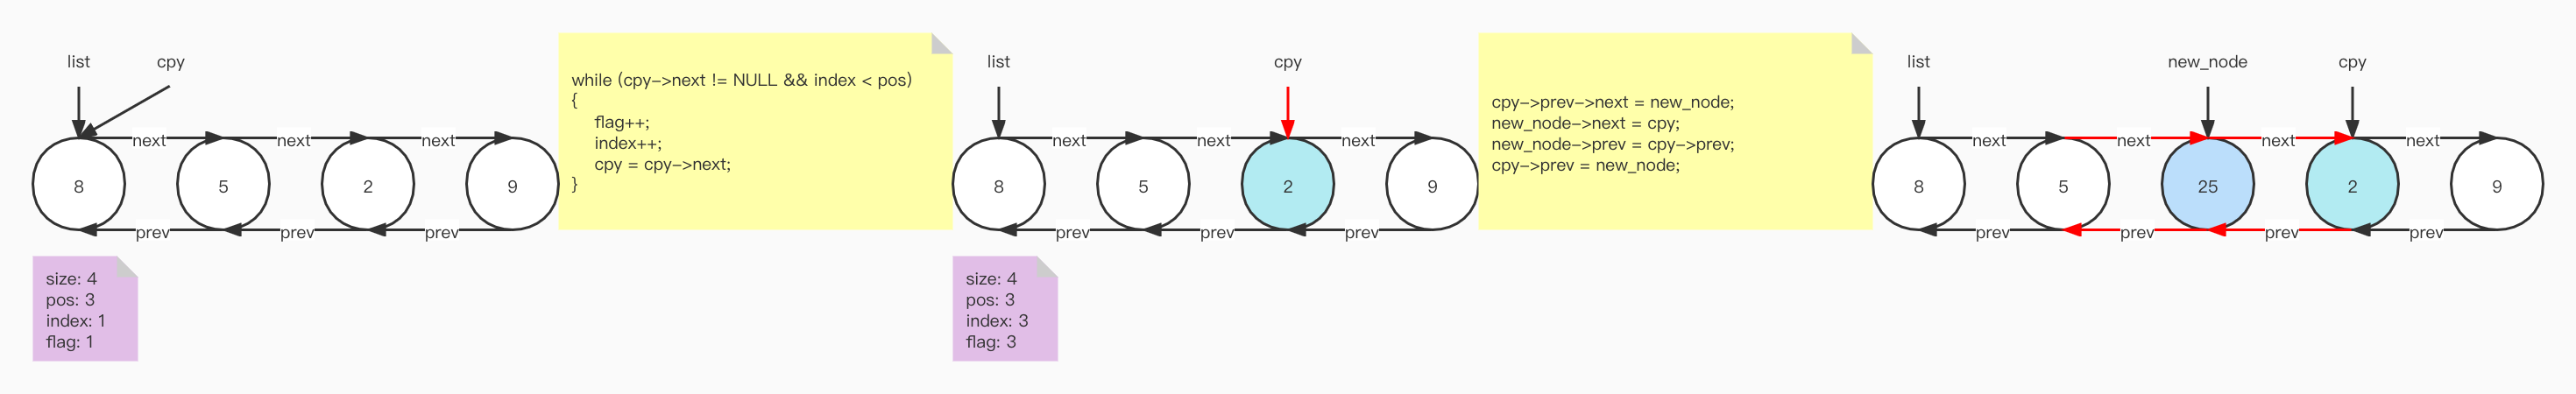 list
cpy
next
next
next
8
5
2
9
prev
prev
prev
size: 4
pos: 3
index: 1
flag: 1
while (cpy->next != NULL && index < pos)
{
flag++;
index++;
cpy = cpy->next;
}
list
cpy
next
next
next
8
5
2
9
prev
prev
prev
size: 4
pos: 3
index: 3
flag: 3
cpy->prev->next = new_node;
new_node->next = cpy;
new_node->prev = cpy->prev;
cpy->prev = new_node;
list
new_node
cpy
next
next
next
next
8
5
25
2
9
prev
prev
prev
prev